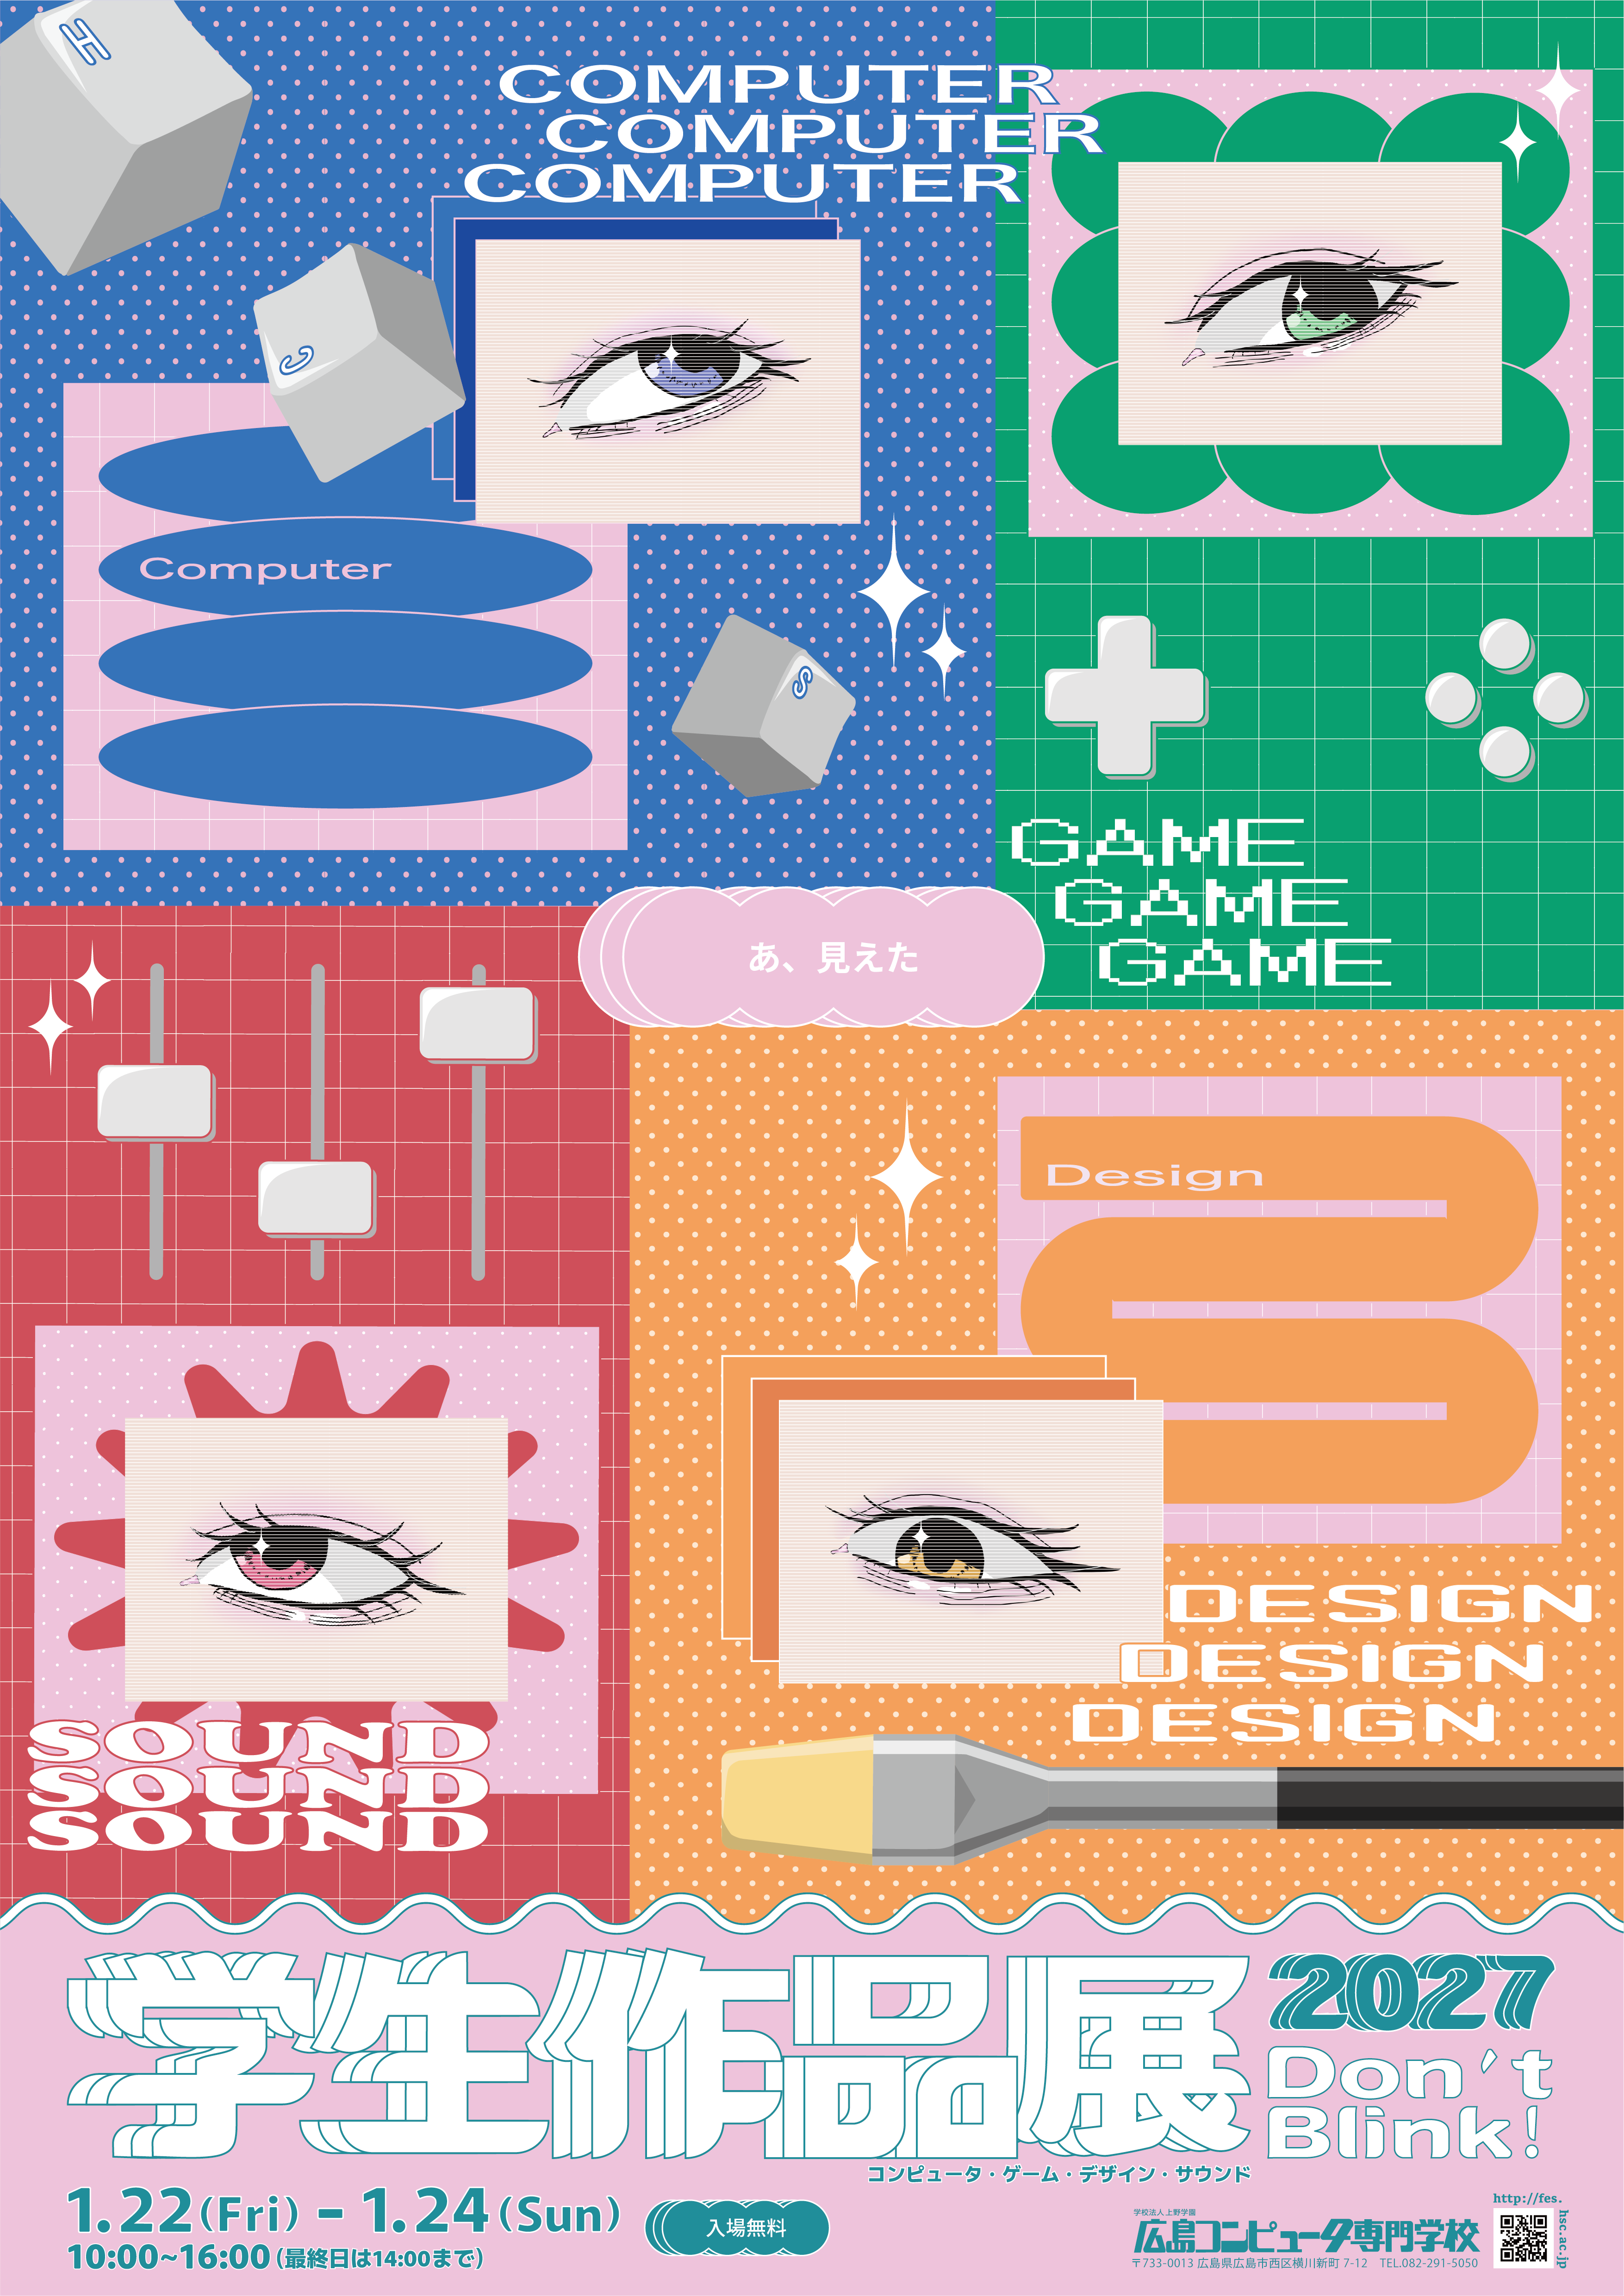 H
COMPUTER
COMPUTER
COMPUTER
C
Computer
S
GAME
GAME
GAME
あ、見えた
Design
DESIGN
DESIGN
DESIGN
SOUND
SOUND
SOUND
学生作品展
2027
Don't
Blink!
コンピュータ・ゲーム・デザイン・サウンド
1.22(Fri) - 1.24(Sun)
10:00~16:00(最終日は14:00まで)
入場無料
学校法人上野学園
広島コンピュータ専門学校
〒733-0013 広島県広島市西区横川新町 7-12 TEL.082-291-5050
http://fes.
hsc.ac.jp